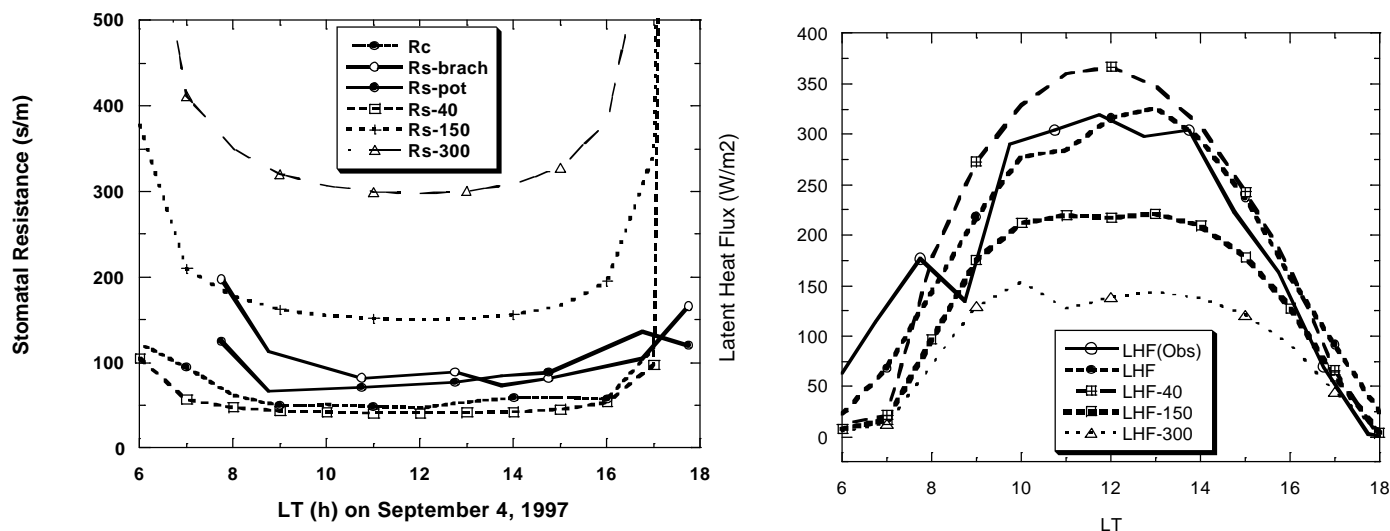 Stomatal Resistance (s/m)
500
400
300
200
100
0
6
8
10
12
14
16
18
LT (h) on September 4, 1997
Rc
Rs-brach
Rs-pot
Rs-40
Rs-150
Rs-300
Latent Heat Flux (W/m2)
400
350
300
250
200
150
100
50
0
6
8
10
12
14
16
18
LT
LHF(Obs)
LHF
LHF-40
LHF-150
LHF-300